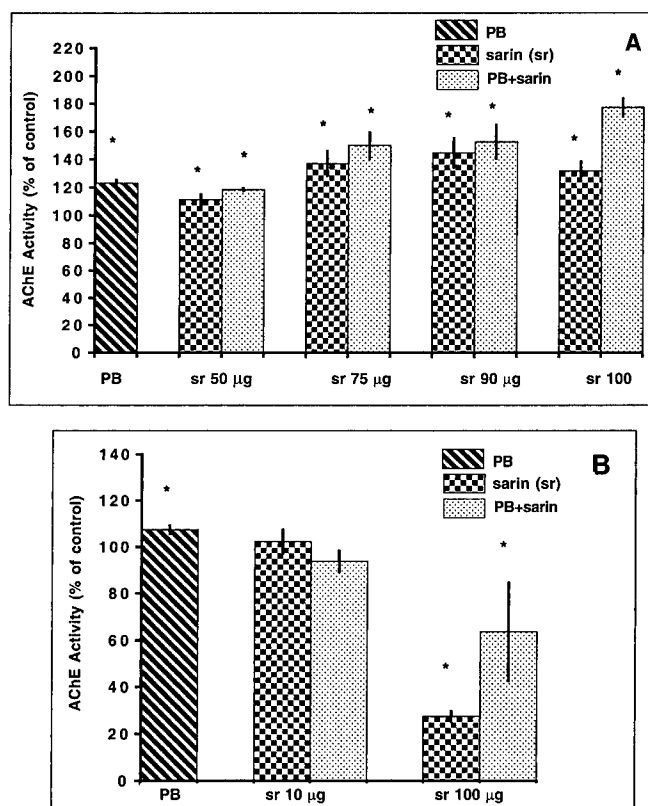 A
PB
sarin (sr)
PB+sarin
AChE Activity (% of control)
220
200
180
160
140
120
100
80
60
40
20
0
* * * * * * * * *
PB sr 50 µg sr 75 µg sr 90 µg sr 100
B
PB
sarin (sr)
PB+sarin
AChE Activity (% of control)
140
120
100
80
60
40
20
0
* * *
PB sr 10 µg sr 100 µg